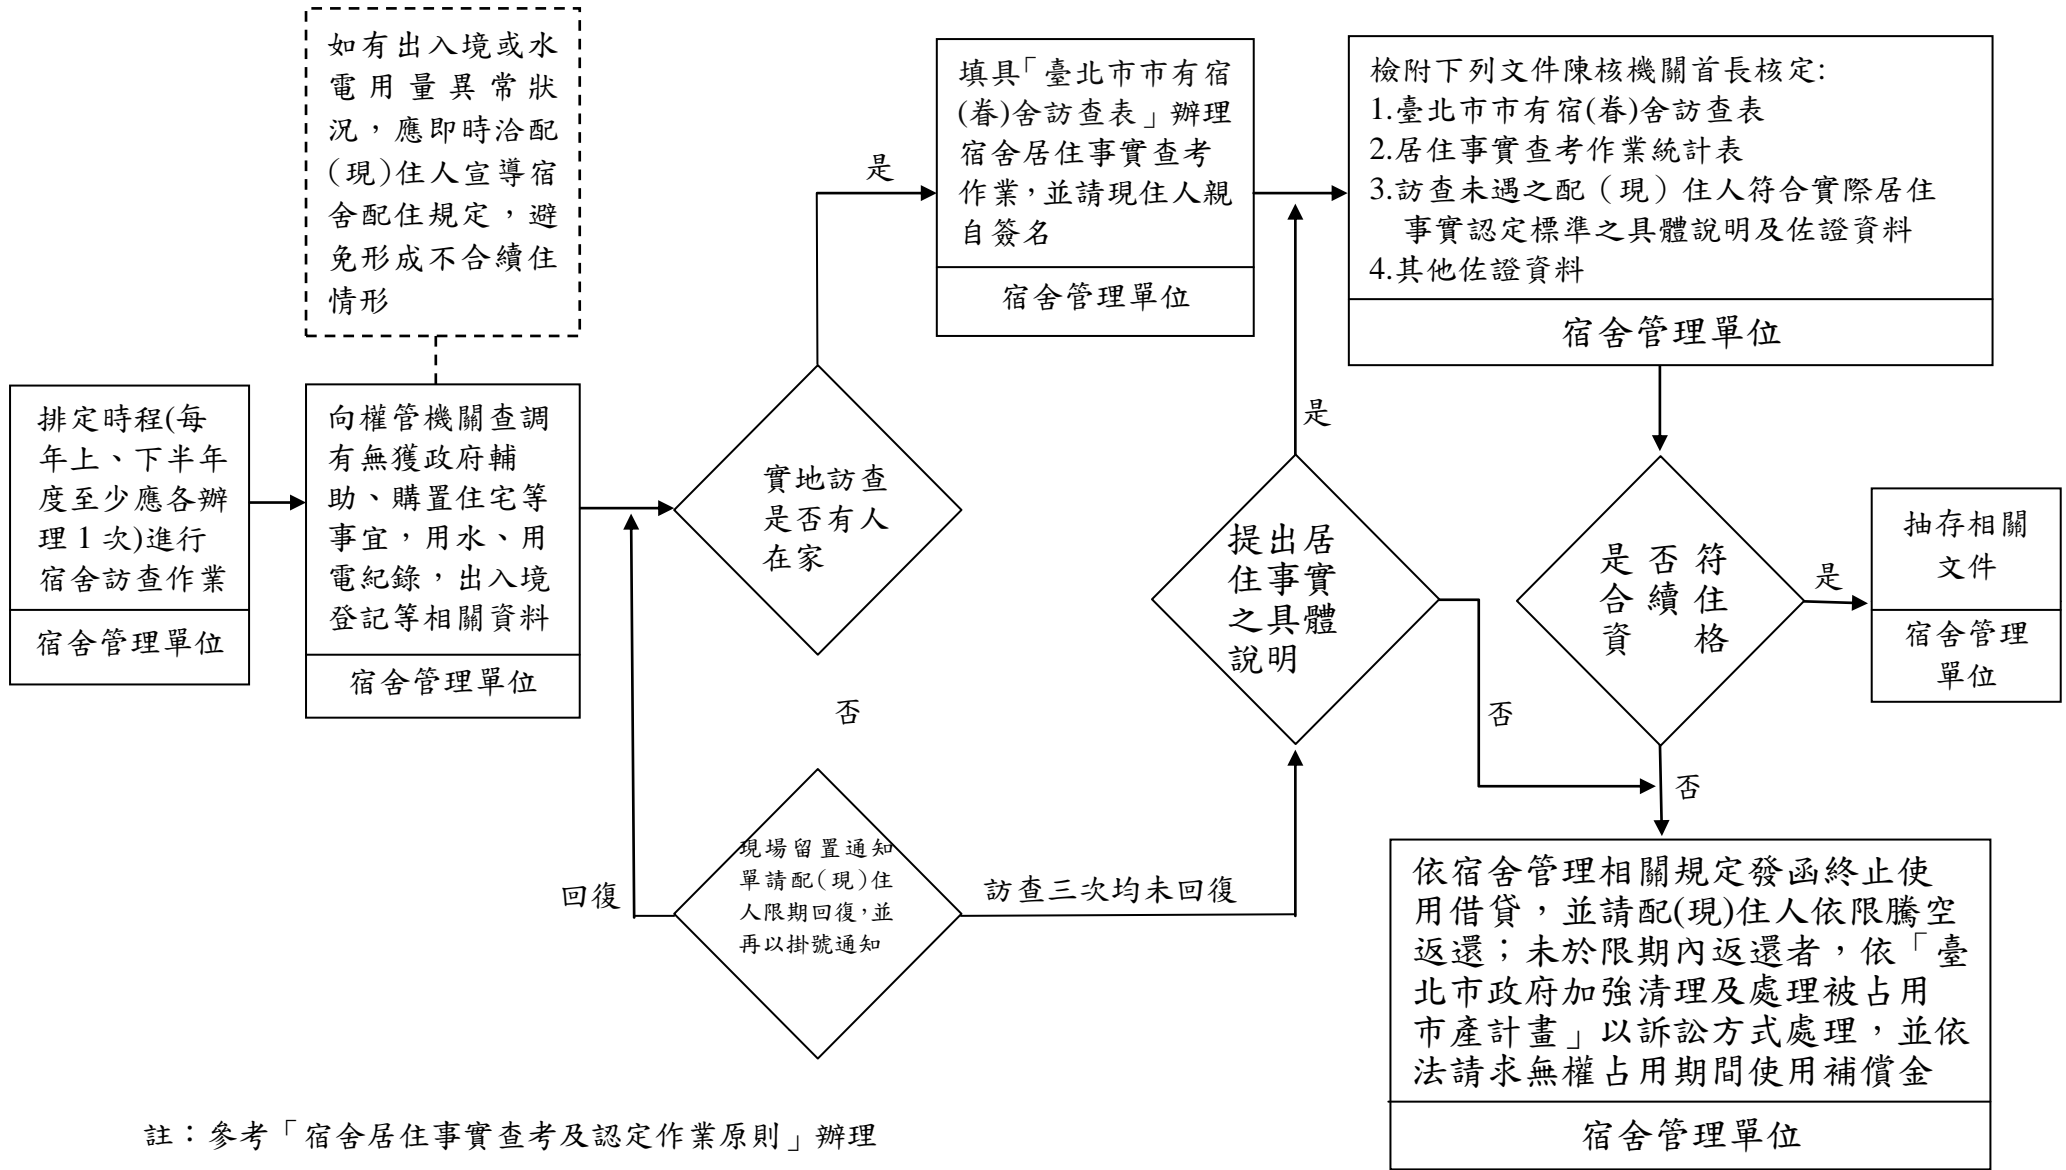 如有出入境或水
電用量異常狀
況，應即時洽配
（現）住人宣導宿
舍配住規定，避
免形成不合續住
情形
排定時程(每
年上、下半年
度至少應各辦
理 1 次)進行
宿舍訪查作業
宿舍管理單位
向權管機關查調
有無獲政府輔
助、購置住宅等
事宜，用水、用
電紀錄，出入境
登記等相關資料
宿舍管理單位
實地訪查
是否有人
在家
是
否
填具「臺北市市有宿
(眷)舍訪查表」辦理
宿舍居住事實查考
作業，並請現住人親
自簽名
宿舍管理單位
現場留置通知
單請配（現）住
人限期回復，並
再以掛號通知
回復
訪查三次均未回復
提出居
住事實
之具體
說明
是
否
檢附下列文件陳核機關首長核定:
1.臺北市市有宿(眷)舍訪查表
2.居住事實查考作業統計表
3.訪查未遇之配（現）住人符合實際居住
事實認定標準之具體說明及佐證資料
4.其他佐證資料
宿舍管理單位
是否符
合續住
資格
是
否
抽存相關
文件
宿舍管理
單位
依宿舍管理相關規定發函終止使
用借貸，並請配(現)住人依限騰空
返還；未於限期內返還者，依「臺
北市政府加強清理及處理被占用
市產計畫」以訴訟方式處理，並依
法請求無權占用期間使用補償金
宿舍管理單位
註：參考「宿舍居住事實查考及認定作業原則」辦理